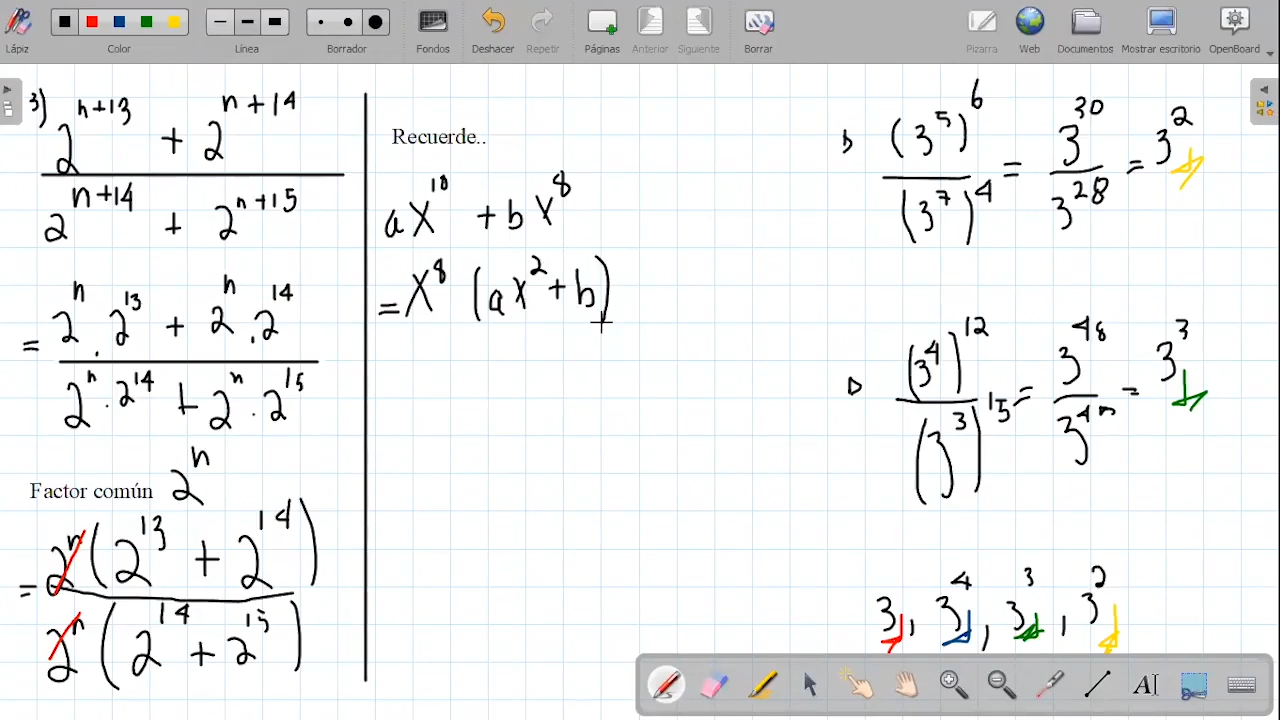 Lápiz Color Línea Borrador Fondos Deshacer Repetir Páginas Anterior Siguiente Borrar Pizarra Web Documentos Mostrar escritorio OpenBoard
3) (2^(n+13) + 2^(n+14)) / (2^(n+14) + 2^(n+15))
= (2^n . 2^13 + 2^n . 2^14) / (2^n . 2^14 + 2^n . 2^15)
Factor común 2^n
= 2^n (2^13 + 2^14) / 2^n (2^14 + 2^15)
Recuerde..
ax^10 + bx^8
= x^8 (ax^2 + b)
(3^5)^6 / (3^7)^4 = 3^30 / 3^28 = 3^2
(3^4)^12 / (3^3)^15 = 3^48 / 3^45 = 3^3
3, 3^4, 3^3, 3^2
AI